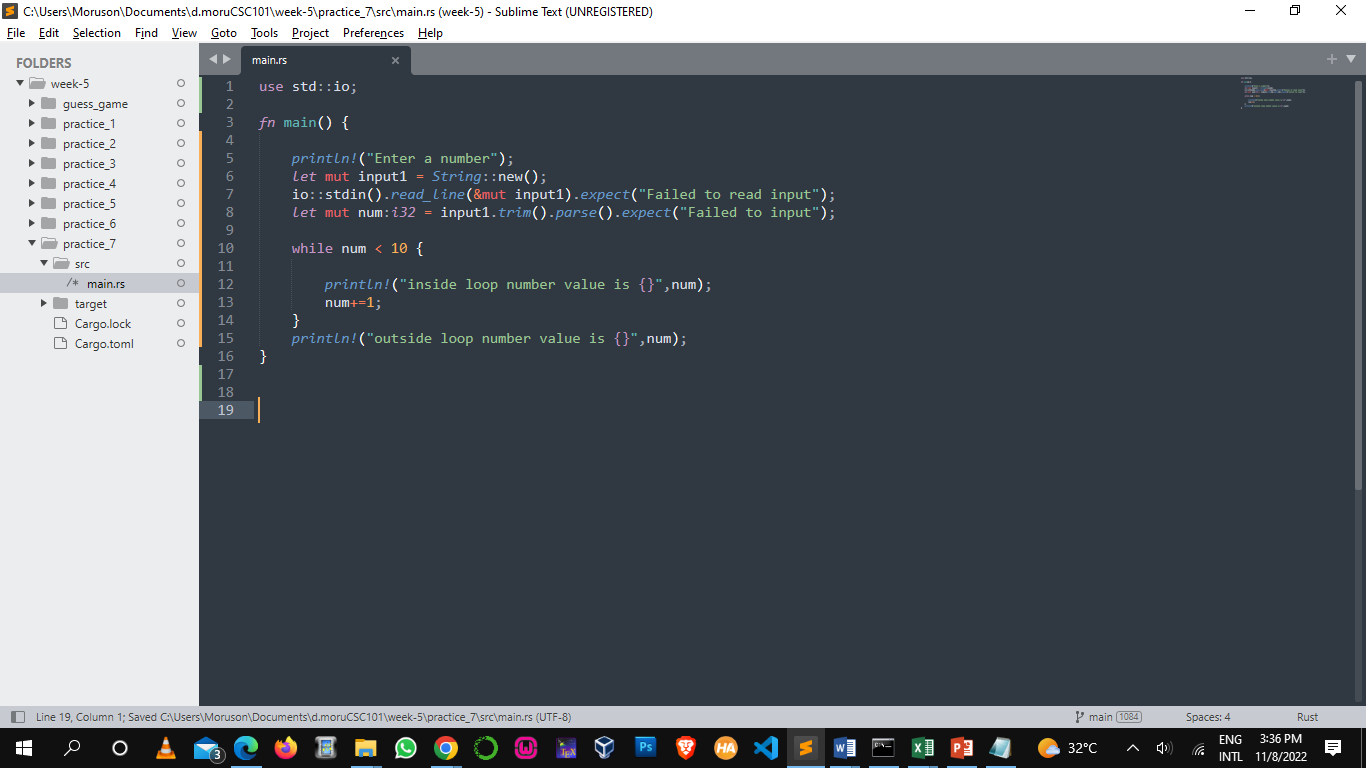 C:\Users\Moruson\Documents\d.moruCSC101\week-5\practice_7\src\main.rs (week-5) - Sublime Text (UNREGISTERED)
File Edit Selection Find View Goto Tools Project Preferences Help
FOLDERS
week-5
guess_game
practice_1
practice_2
practice_3
practice_4
practice_5
practice_6
practice_7
src
/* main.rs
target
Cargo.lock
Cargo.toml
main.rs
1 use std::io;
2
3 fn main() {
4
5     println!("Enter a number");
6     let mut input1 = String::new();
7     io::stdin().read_line(&mut input1).expect("Failed to read input");
8     let mut num:i32 = input1.trim().parse().expect("Failed to input");
9
10     while num < 10 {
11
12         println!("inside loop number value is {}",num);
13         num+=1;
14     }
15     println!("outside loop number value is {}",num);
16 }
17
18
19
Line 19, Column 1; Saved C:\Users\Moruson\Documents\d.moruCSC101\week-5\practice_7\src\main.rs (UTF-8) main 1084 Spaces: 4 Rust
3 Ps HA 32°C ENG INTL 3:36 PM 11/8/2022